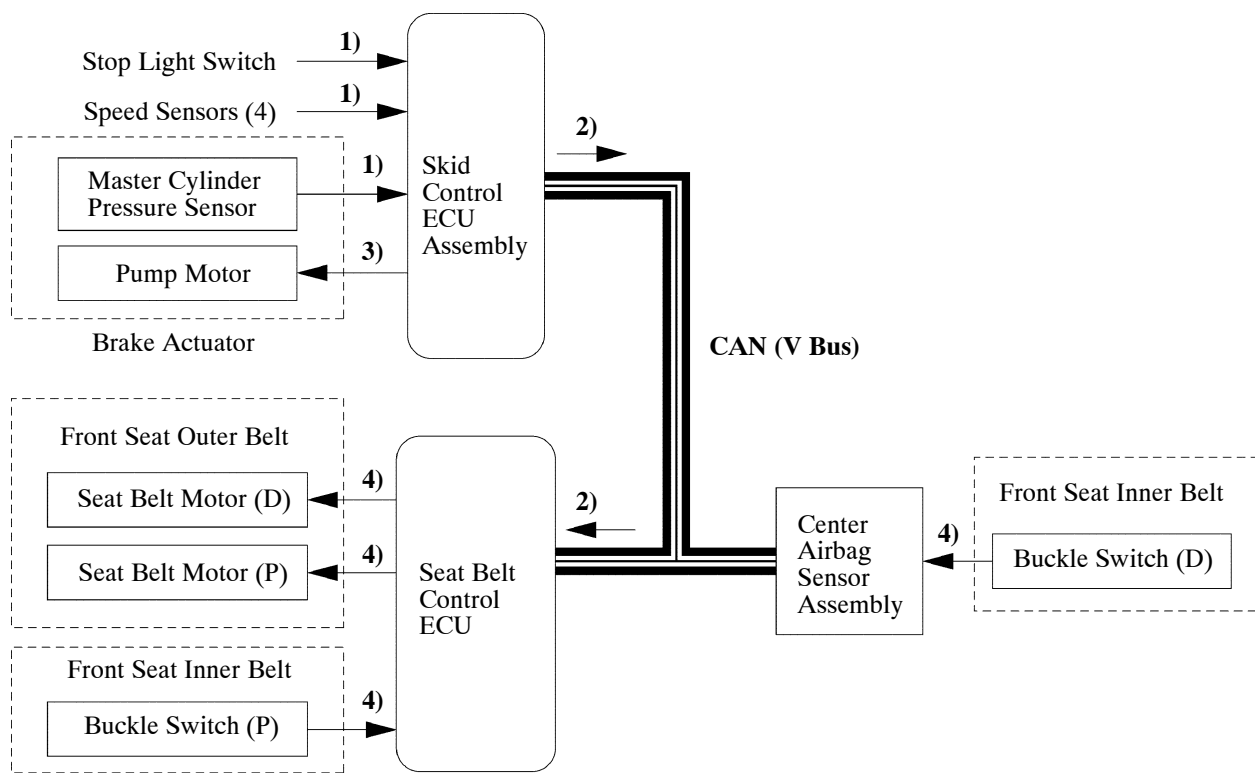 1)
Stop Light Switch
1)
Speed Sensors (4)
2)
1)
Master Cylinder
Pressure Sensor
Skid
Control
ECU
Assembly
3)
Pump Motor
Brake Actuator
CAN (V Bus)
Front Seat Outer Belt
4)
Seat Belt Motor (D)
4)
Seat Belt Motor (P)
2)
Seat Belt
Control
ECU
Center
Airbag
Sensor
Assembly
4)
Front Seat Inner Belt
Buckle Switch (D)
Front Seat Inner Belt
4)
Buckle Switch (P)